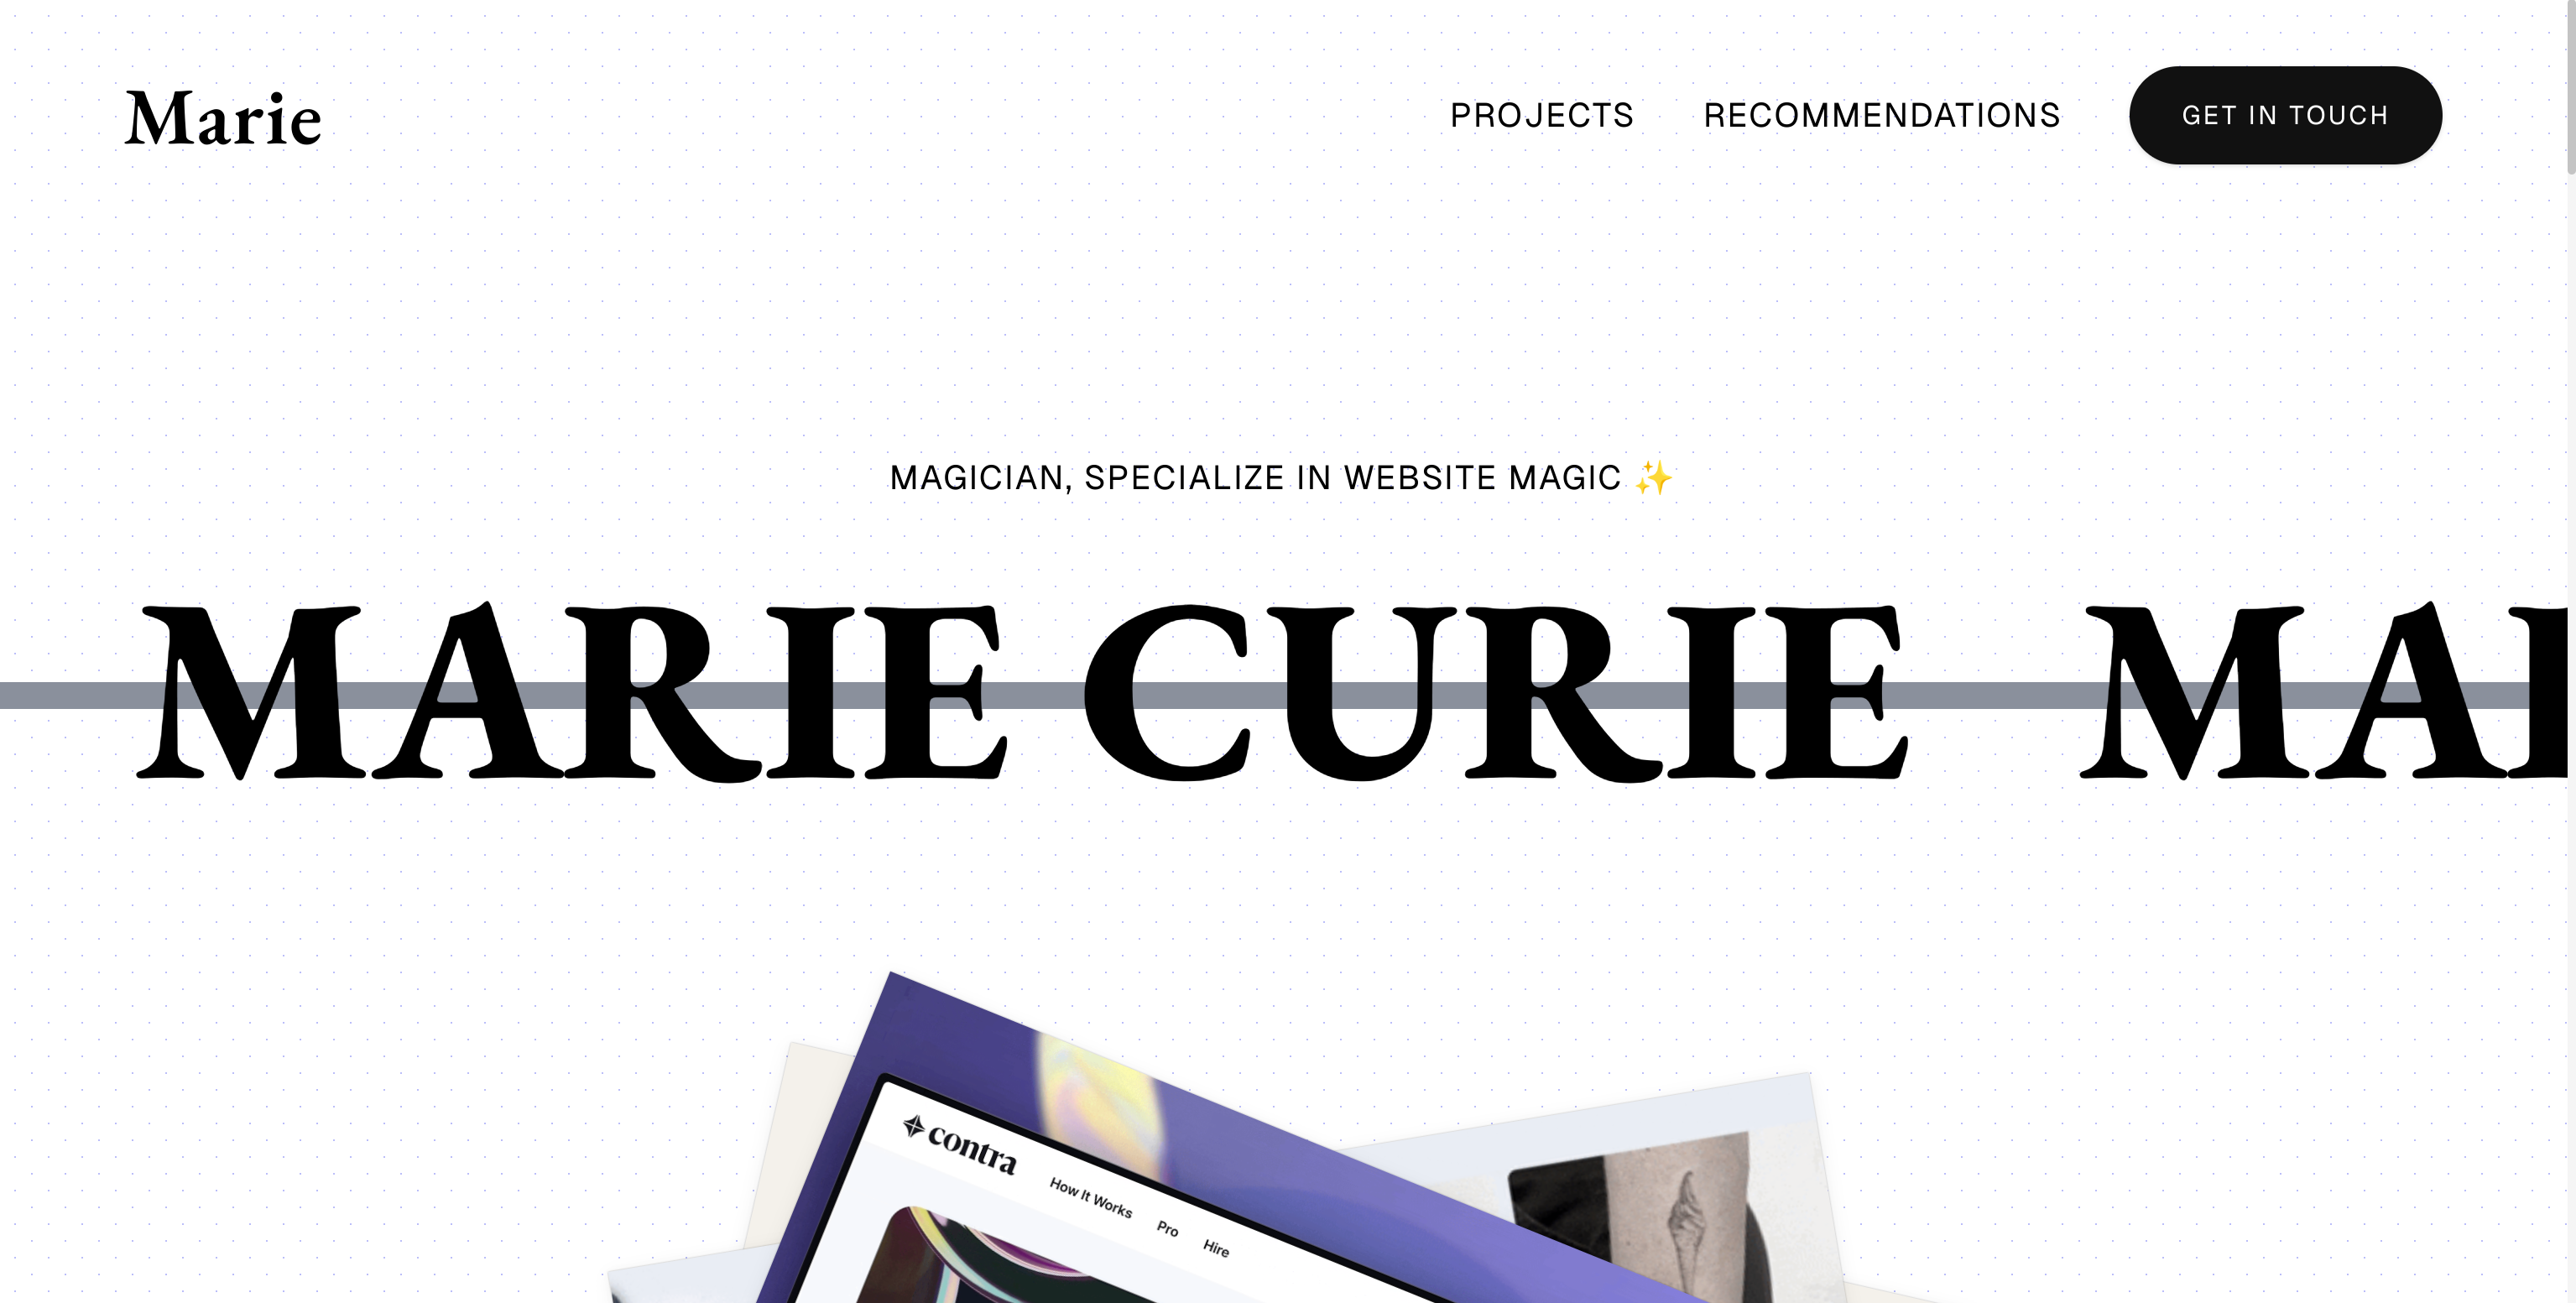 Marie
PROJECTS RECOMMENDATIONS GET IN TOUCH
MAGICIAN, SPECIALIZE IN WEBSITE MAGIC ✨
MARIE CURIE MA
contra How It Works Pro Hire